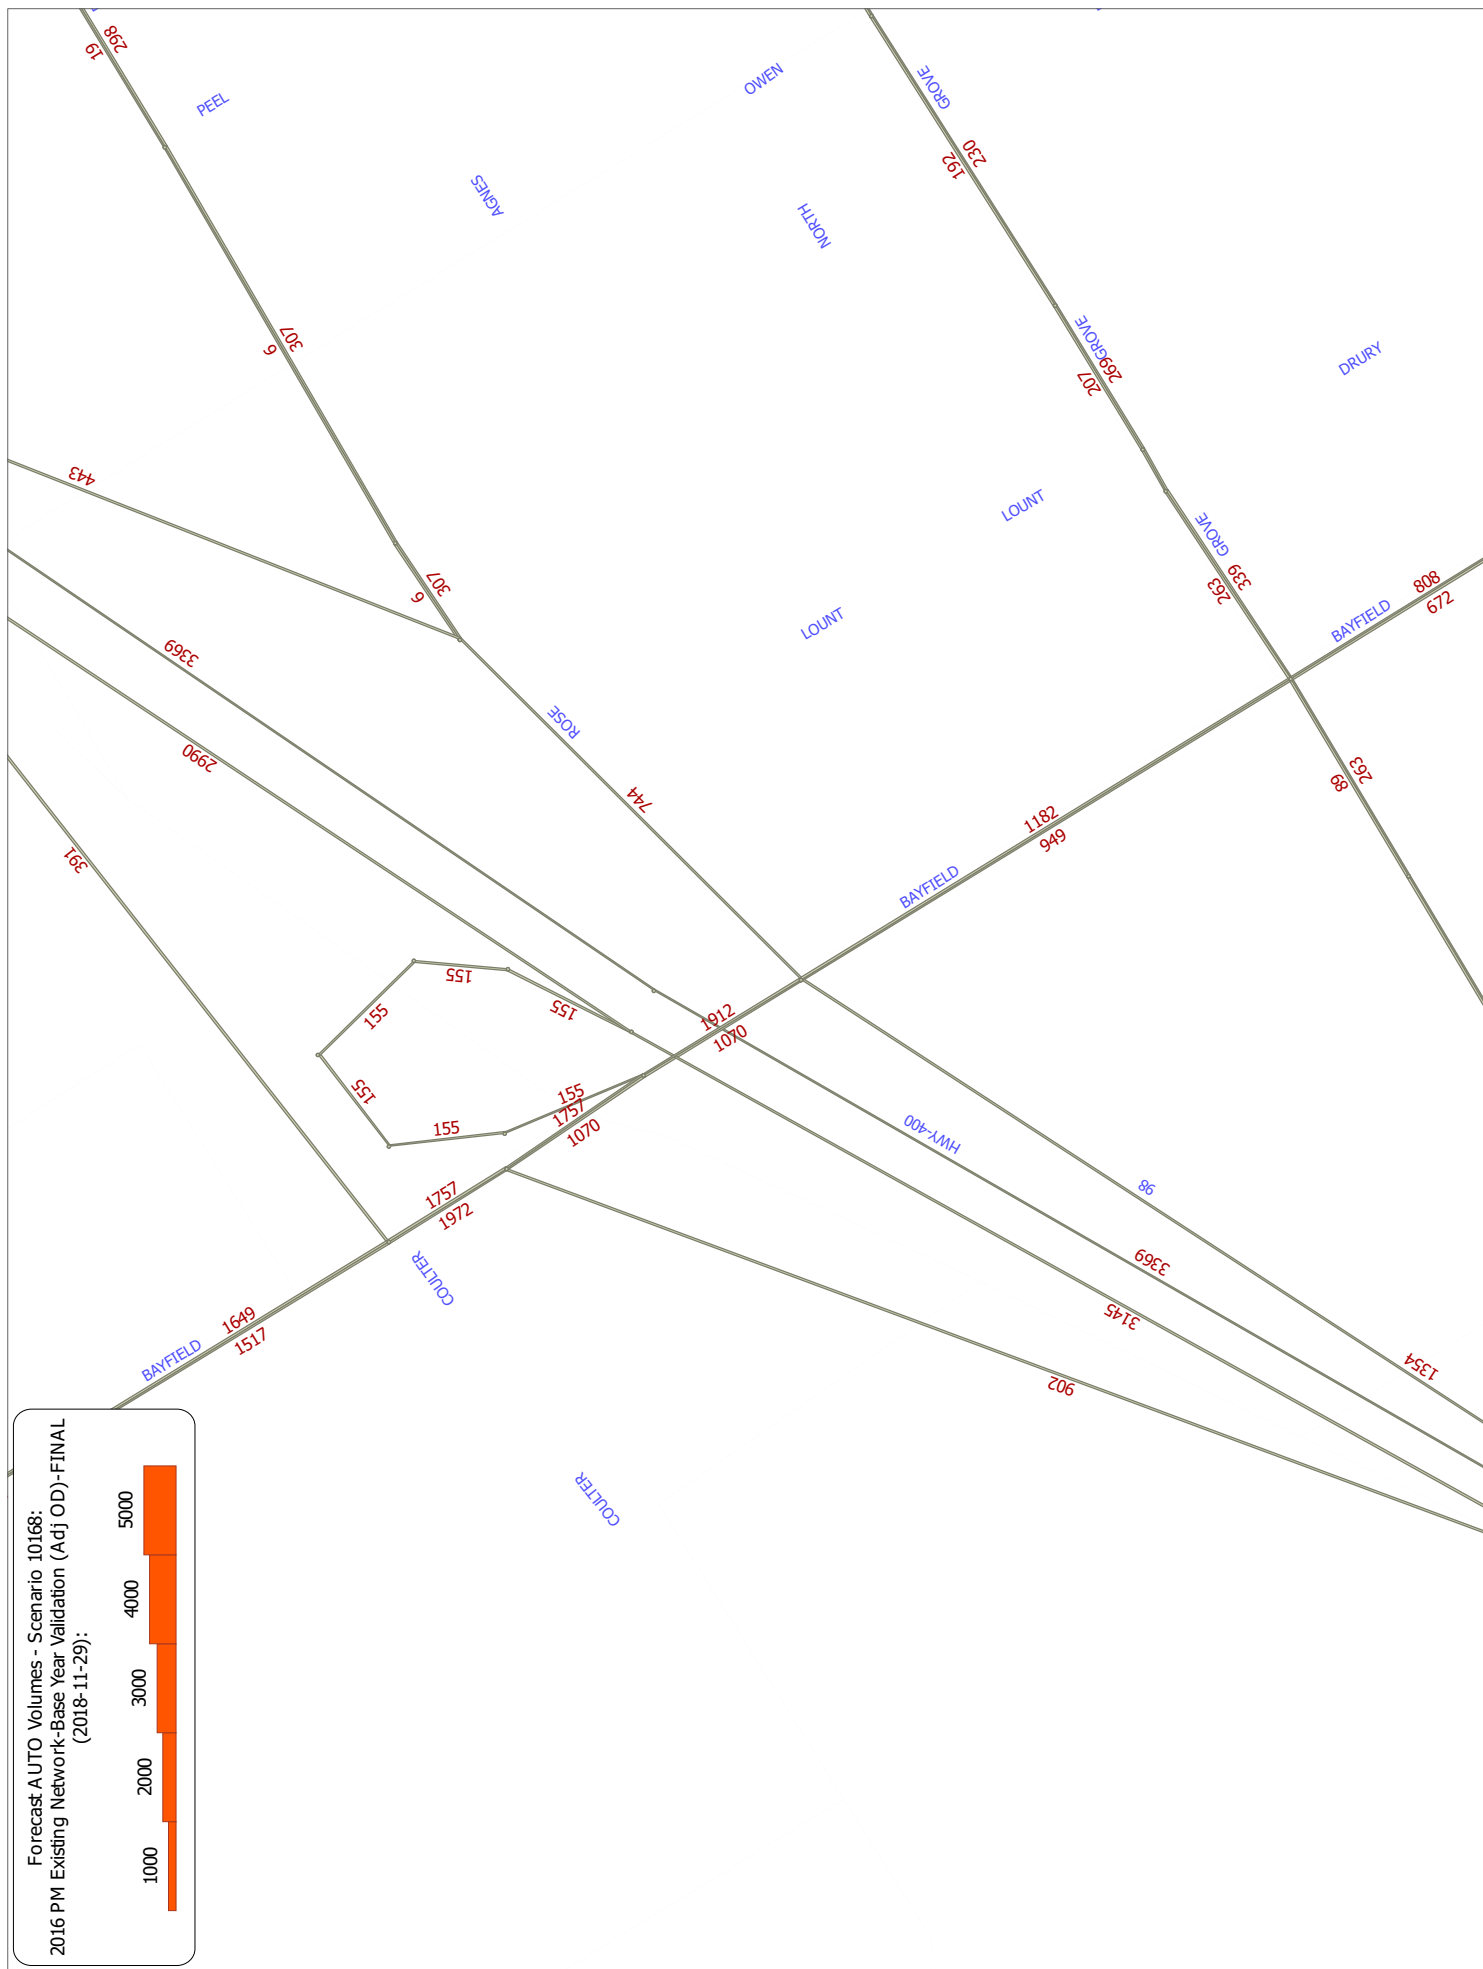 298
19
PEEL
OWEN
GROVE
AGNES
NORTH
230
192
307
6
GROVE
269
207
DRURY
443
LOUNT
GROVE
307
6
339
263
808
672
BAYFIELD
LOUNT
3369
ROSE
2990
744
263
89
1182
949
391
BAYFIELD
155
155
155
1912
1070
155
155
1757
1070
155
HWY-400
98
1757
1972
COULTER
3369
3145
1649
1517
BAYFIELD
1354
902
COULTER
Forecast AUTO Volumes - Scenario 10168:
2016 PM Existing Network-Base Year Validation (Adj OD)-FINAL
(2018-11-29):
1000
2000
3000
4000
5000